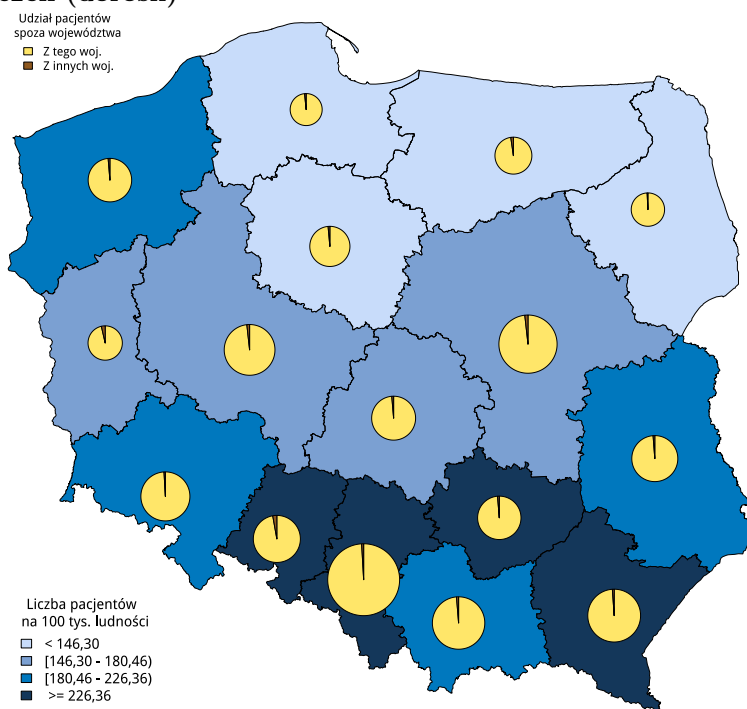 Udział pacjentów
spoza województwa
Z tego woj.
Z innych woj.
Liczba pacjentów
na 100 tys. ludności
< 146,30
[146,30 - 180,46)
[180,46 - 226,36)
>= 226,36